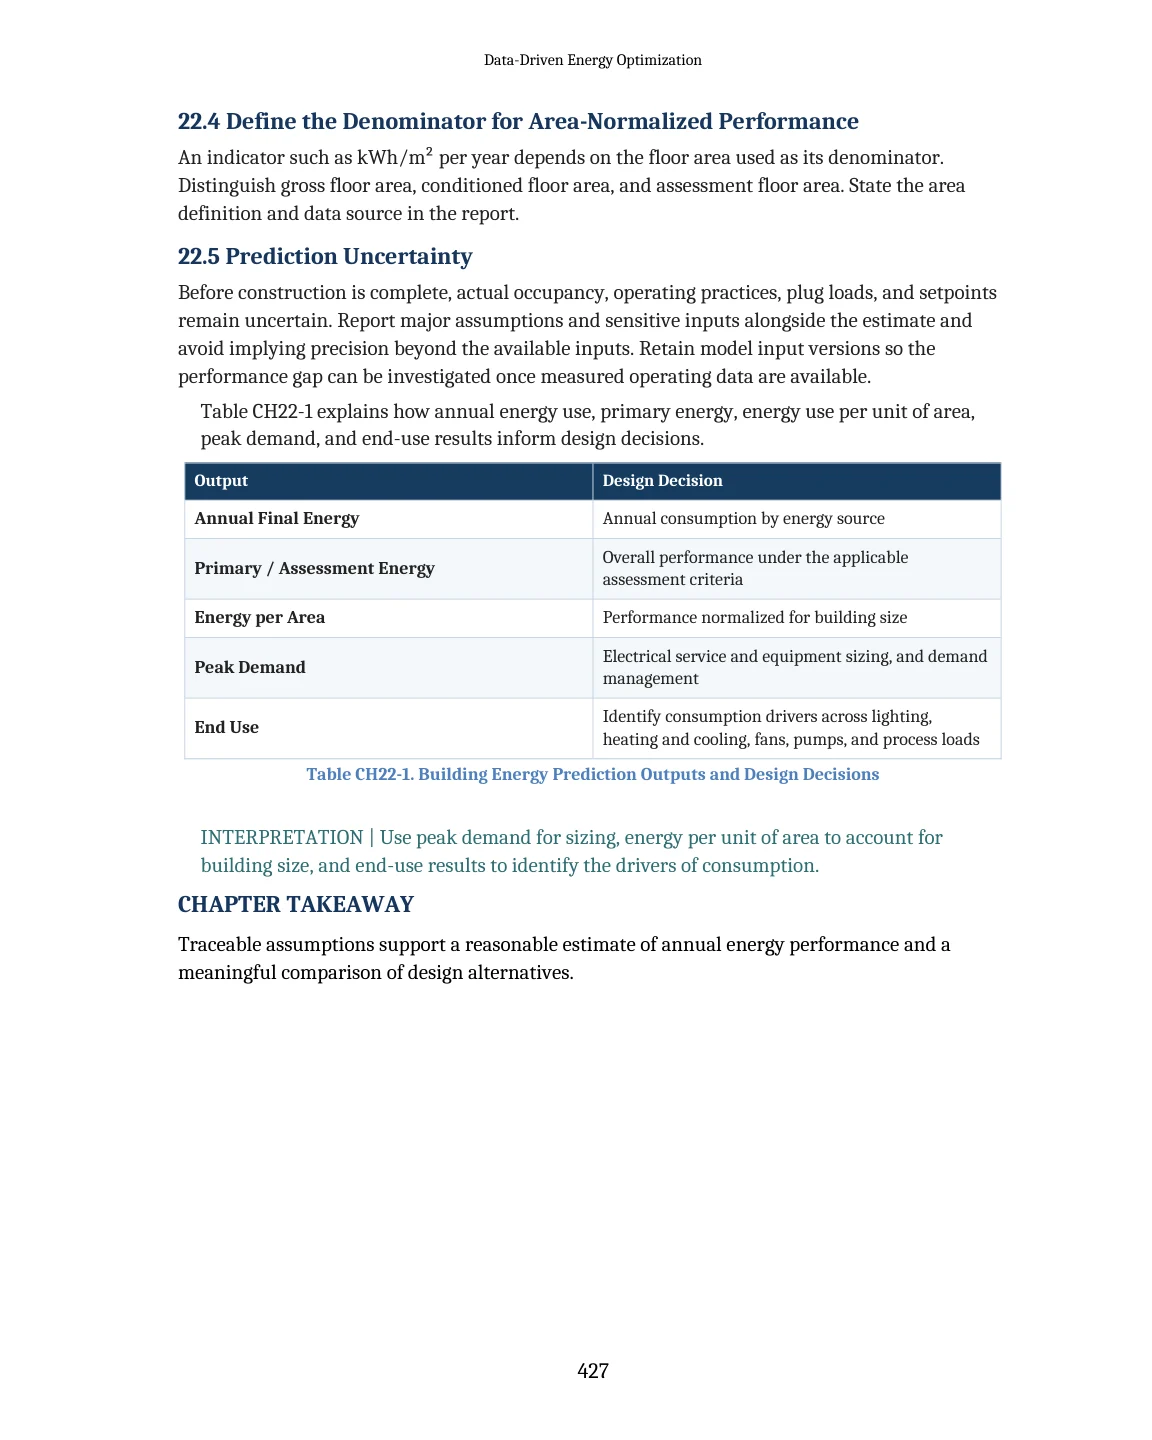 Data-Driven Energy Optimization
22.4 Define the Denominator for Area-Normalized Performance
An indicator such as kWh/m² per year depends on the floor area used as its denominator.
Distinguish gross floor area, conditioned floor area, and assessment floor area. State the area
definition and data source in the report.
22.5 Prediction Uncertainty
Before construction is complete, actual occupancy, operating practices, plug loads, and setpoints
remain uncertain. Report major assumptions and sensitive inputs alongside the estimate and
avoid implying precision beyond the available inputs. Retain model input versions so the
performance gap can be investigated once measured operating data are available.
Table CH22-1 explains how annual energy use, primary energy, energy use per unit of area,
peak demand, and end-use results inform design decisions.
Output
Design Decision
Annual Final Energy
Annual consumption by energy source
Primary / Assessment Energy
Overall performance under the applicable
assessment criteria
Energy per Area
Performance normalized for building size
Peak Demand
Electrical service and equipment sizing, and demand
management
End Use
Identify consumption drivers across lighting,
heating and cooling, fans, pumps, and process loads
Table CH22-1. Building Energy Prediction Outputs and Design Decisions
INTERPRETATION | Use peak demand for sizing, energy per unit of area to account for
building size, and end-use results to identify the drivers of consumption.
CHAPTER TAKEAWAY
Traceable assumptions support a reasonable estimate of annual energy performance and a
meaningful comparison of design alternatives.
427